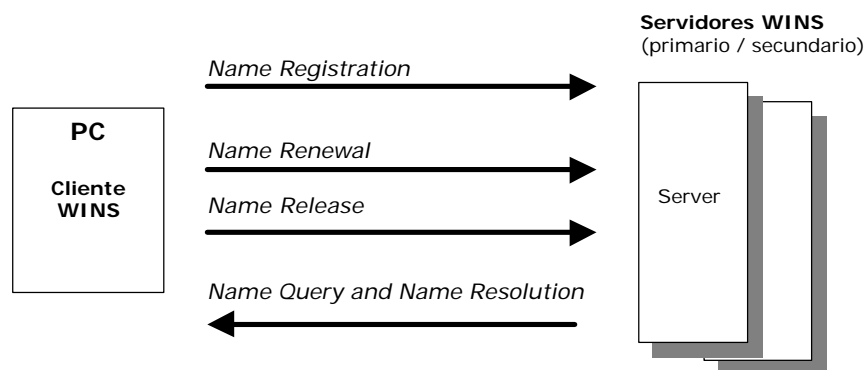 Servidores WINS
(primario / secundario)
Name Registration
PC
Cliente
WINS
Name Renewal
Name Release
Name Query and Name Resolution
Server